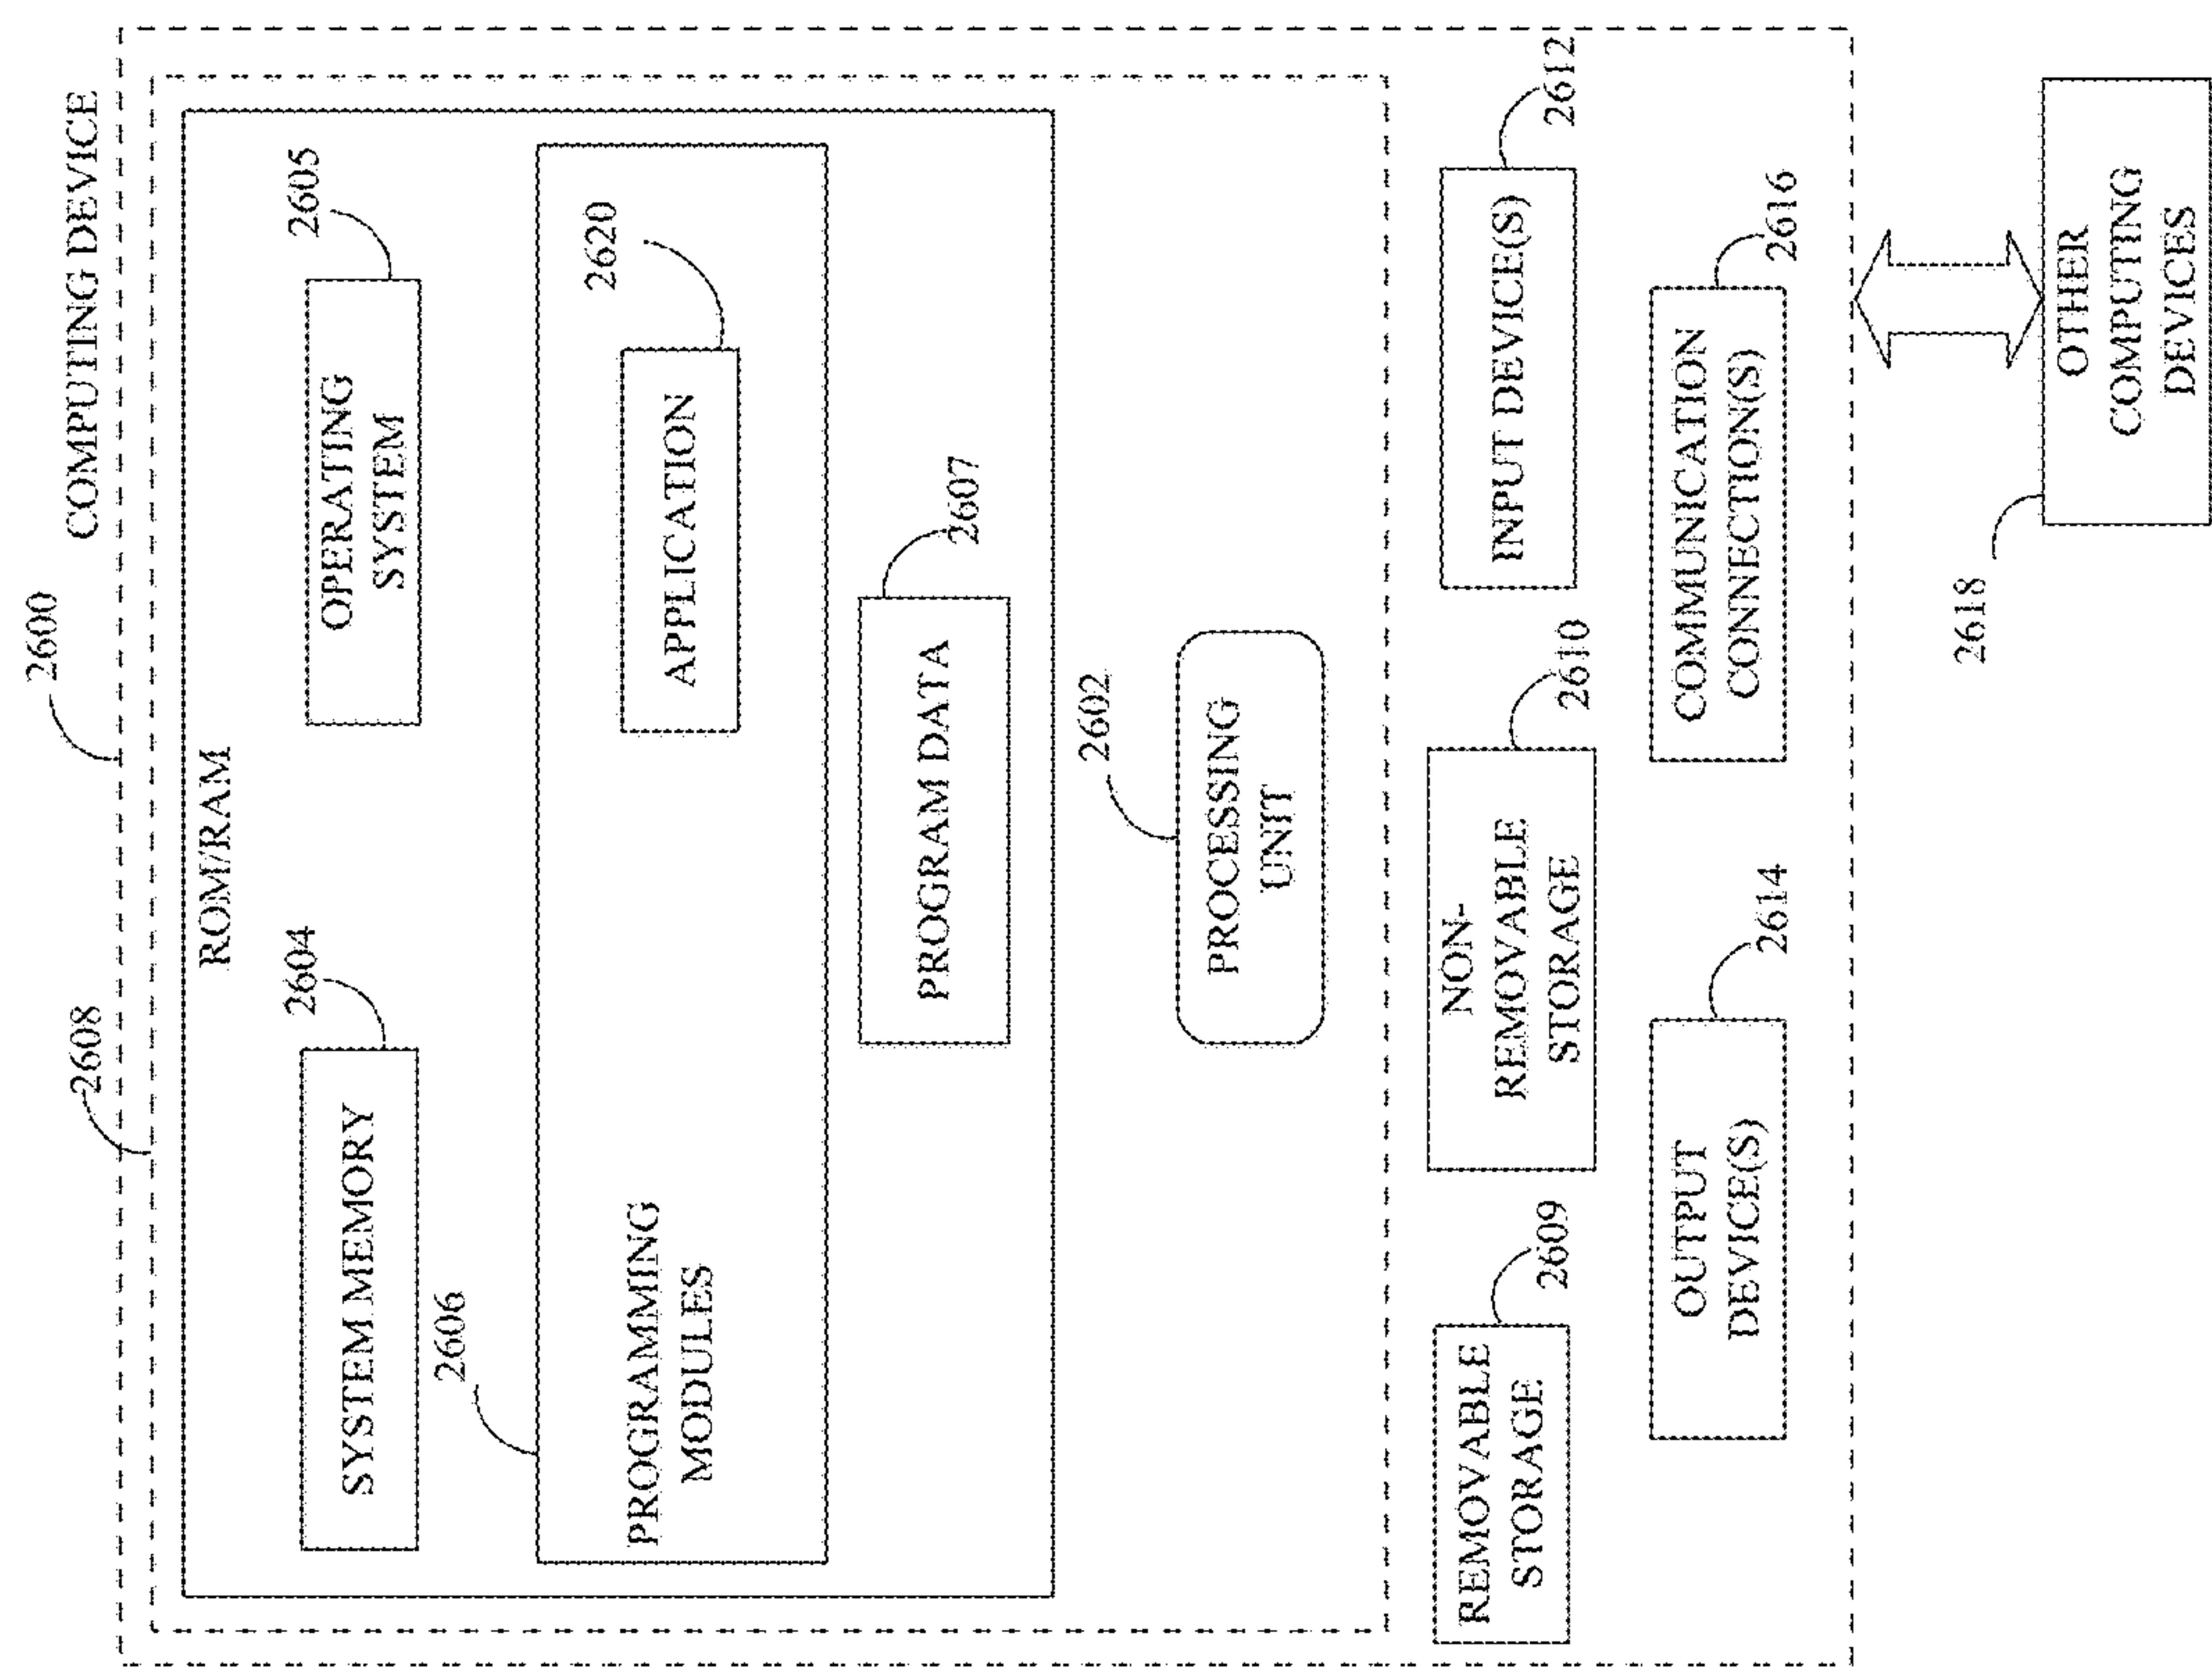 COMPUTING DEVICE
2600
2608
ROM/RAM
2604
SYSTEM MEMORY
2605
OPERATING
SYSTEM
2606
PROGRAMMING
MODULES
2620
APPLICATION
2607
PROGRAM DATA
2602
PROCESSING
UNIT
2609
REMOVABLE
STORAGE
2610
NON-
REMOVABLE
STORAGE
2612
INPUT DEVICE(S)
2614
OUTPUT
DEVICE(S)
2616
COMMUNICATION
CONNECTION(S)
2618
OTHER
COMPUTING
DEVICES